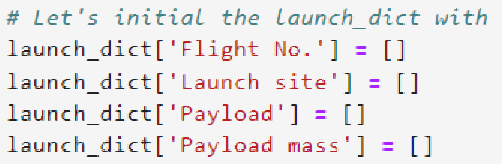 # Let's initial the launch_dict with
launch_dict['Flight No.'] = []
launch_dict['Launch site'] = []
launch_dict['Payload'] = []
launch_dict['Payload mass'] = []